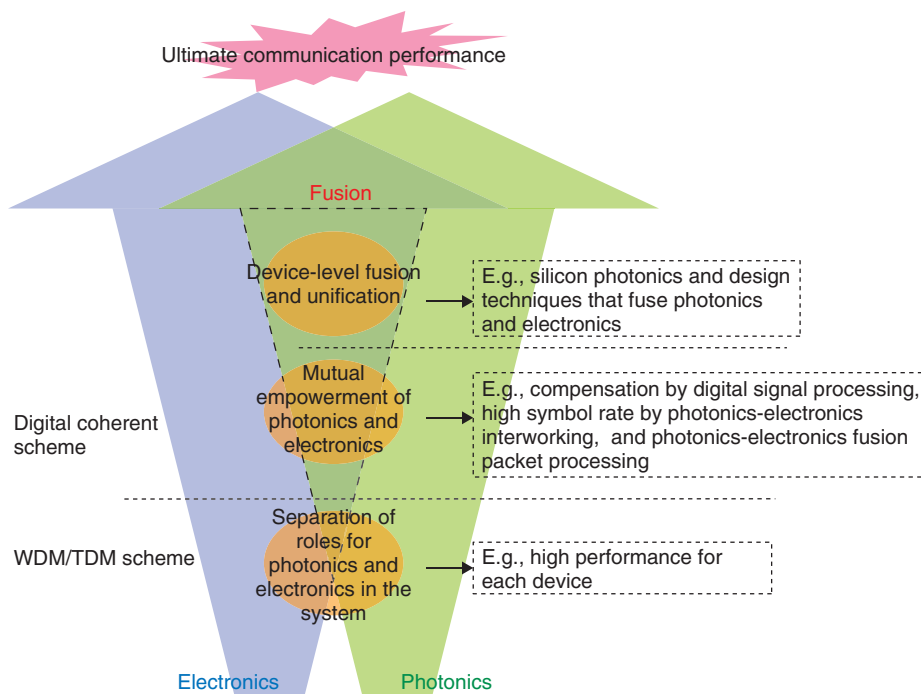 Ultimate communication performance
Fusion
Device-level fusion
and unification
E.g., silicon photonics and design
techniques that fuse photonics
and electronics
Mutual
empowerment of
photonics and
electronics
E.g., compensation by digital signal processing,
high symbol rate by photonics-electronics
interworking, and photonics-electronics fusion
packet processing
Digital coherent
scheme
Separation of
roles for
photonics and
electronics in the
system
E.g., high performance for
each device
WDM/TDM scheme
Electronics
Photonics